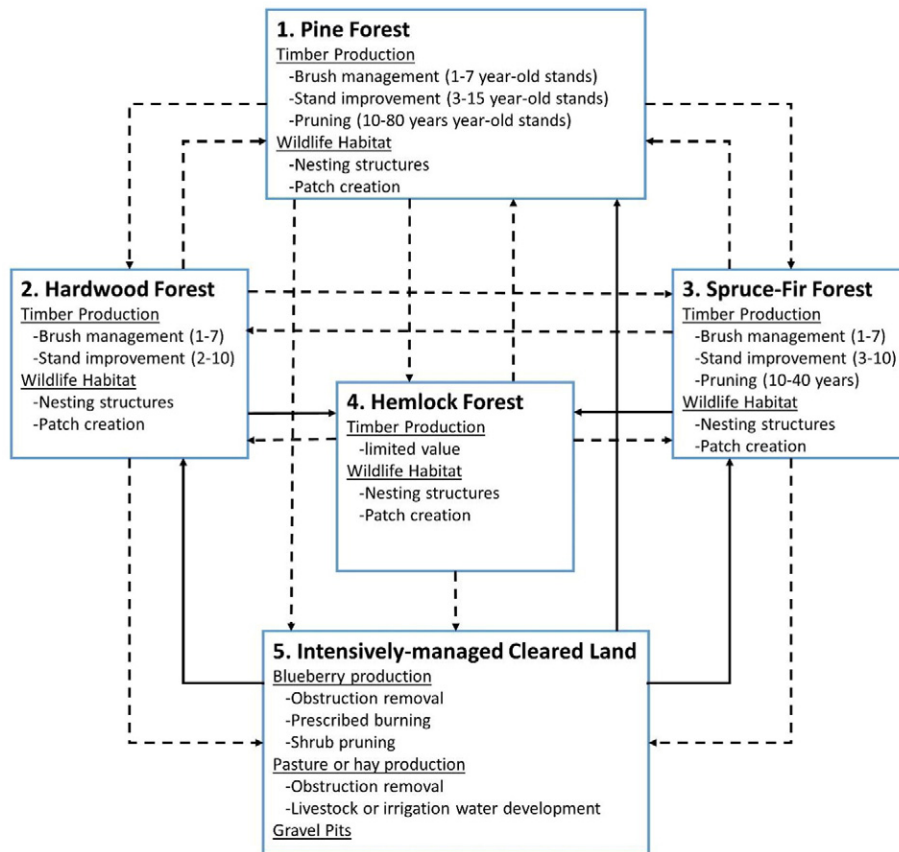 1. Pine Forest
Timber Production
-Brush management (1-7 year-old stands)
-Stand improvement (3-15 year-old stands)
-Pruning (10-80 years year-old stands)
Wildlife Habitat
-Nesting structures
-Patch creation
2. Hardwood Forest
Timber Production
-Brush management (1-7)
-Stand improvement (2-10)
Wildlife Habitat
-Nesting structures
-Patch creation
3. Spruce-Fir Forest
Timber Production
-Brush management (1-7)
-Stand improvement (3-10)
-Pruning (10-40 years)
Wildlife Habitat
-Nesting structures
-Patch creation
4. Hemlock Forest
Timber Production
-limited value
Wildlife Habitat
-Nesting structures
-Patch creation
5. Intensively-managed Cleared Land
Blueberry production
-Obstruction removal
-Prescribed burning
-Shrub pruning
Pasture or hay production
-Obstruction removal
-Livestock or irrigation water development
Gravel Pits